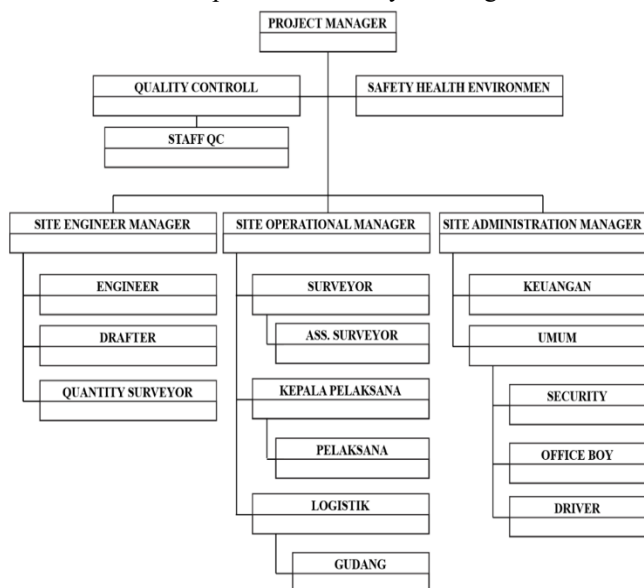 PROJECT MANAGER
QUALITY CONTROLL
SAFETY HEALTH ENVIRONMEN
STAFF QC
SITE ENGINEER MANAGER
SITE OPERATIONAL MANAGER
SITE ADMINISTRATION MANAGER
ENGINEER
DRAFTER
QUANTITY SURVEYOR
SURVEYOR
ASS. SURVEYOR
KEPALA PELAKSANA
PELAKSANA
LOGISTIK
GUDANG
KEUANGAN
UMUM
SECURITY
OFFICE BOY
DRIVER